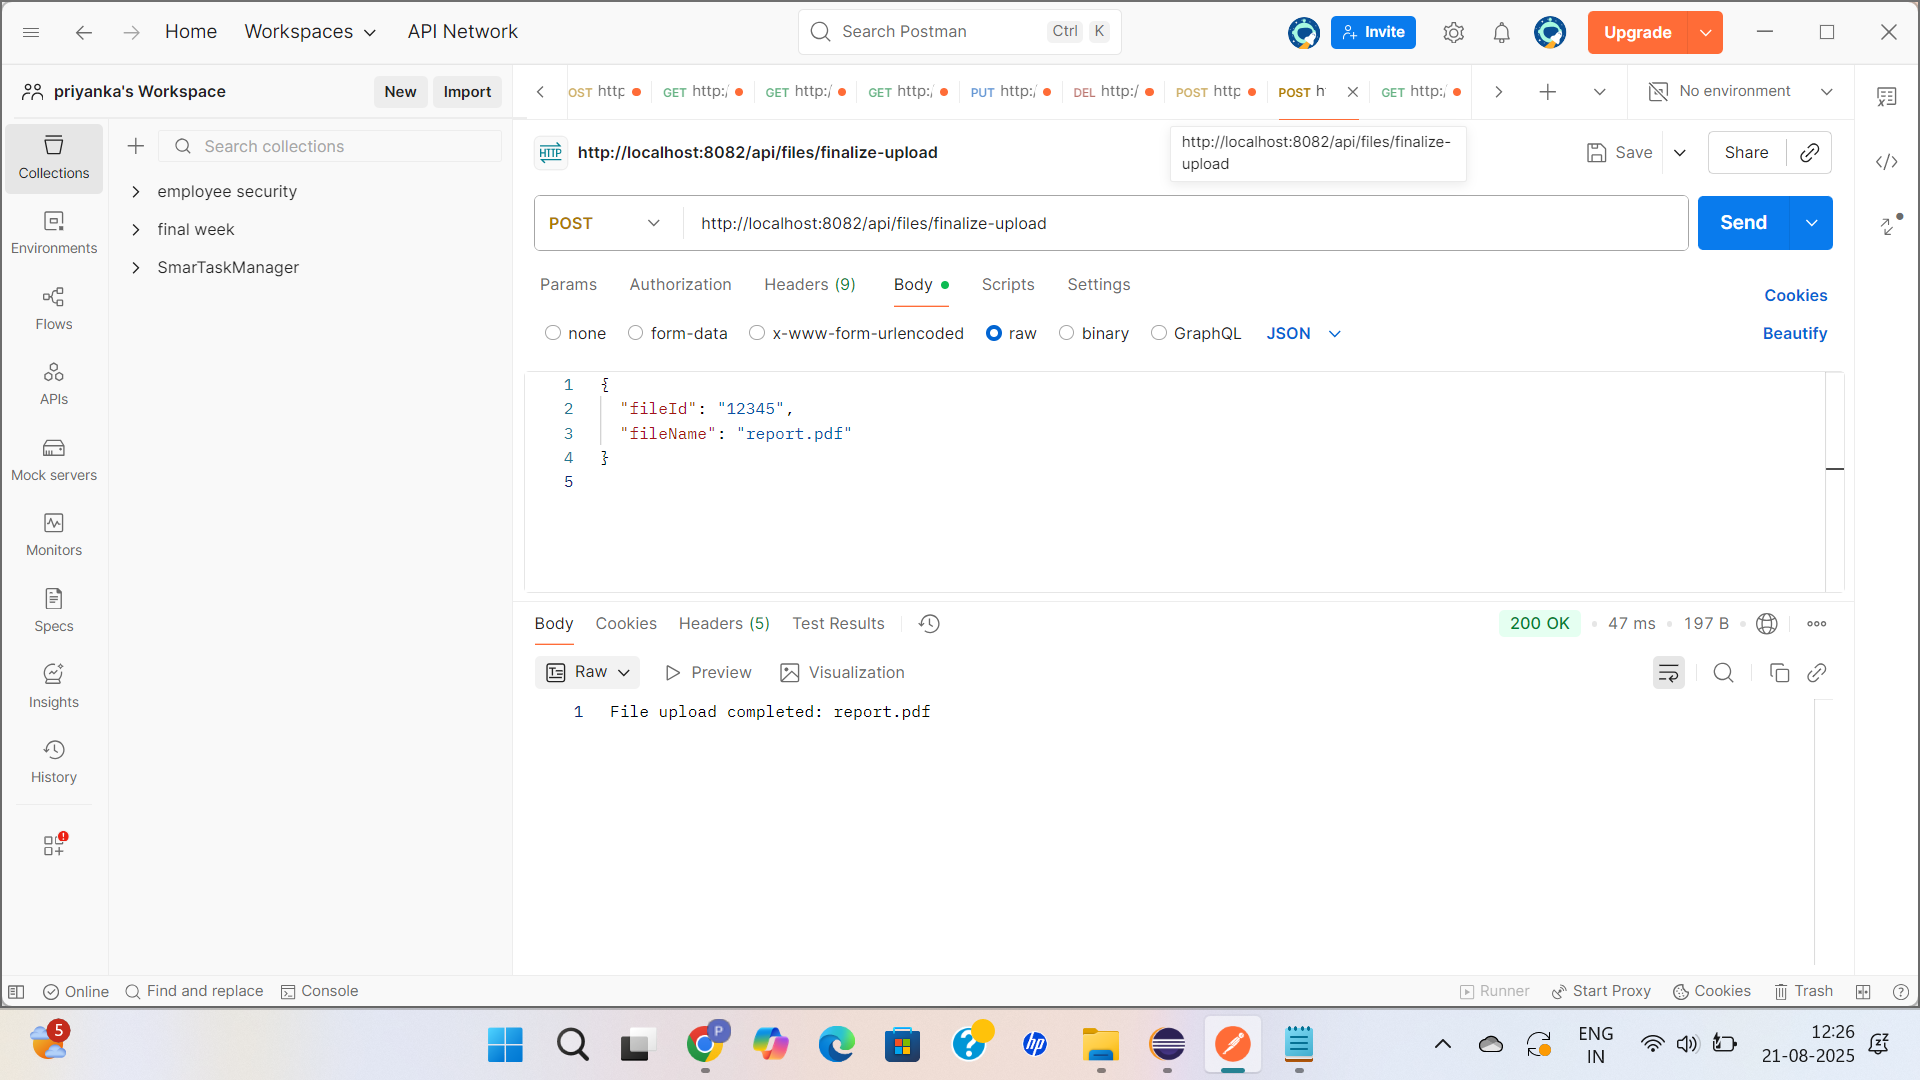 Home
Workspaces
API Network
Search Postman
Ctrl
K
Invite
Upgrade
priyanka's Workspace
New
Import
OST http
GET http:/
GET http:/
GET http:/
PUT http:/
DEL http:/
POST http
POST h
GET http:/
No environment
Collections
Environments
Flows
APIs
Mock servers
Monitors
Specs
Insights
History
Search collections
employee security
final week
SmarTaskManager
HTTP
http://localhost:8082/api/files/finalize-upload
http://localhost:8082/api/files/finalize-
upload
Save
Share
POST
http://localhost:8082/api/files/finalize-upload
Send
Params
Authorization
Headers (9)
Body
Scripts
Settings
Cookies
none
form-data
x-www-form-urlencoded
raw
binary
GraphQL
JSON
Beautify
1 {
2 "fileId": "12345",
3 "fileName": "report.pdf"
4 }
5
Body
Cookies
Headers (5)
Test Results
200 OK
47 ms
197 B
Raw
Preview
Visualization
1 File upload completed: report.pdf
Online
Find and replace
Console
Runner
Start Proxy
Cookies
Trash
5
P
hp
ENG
IN
12:26
21-08-2025